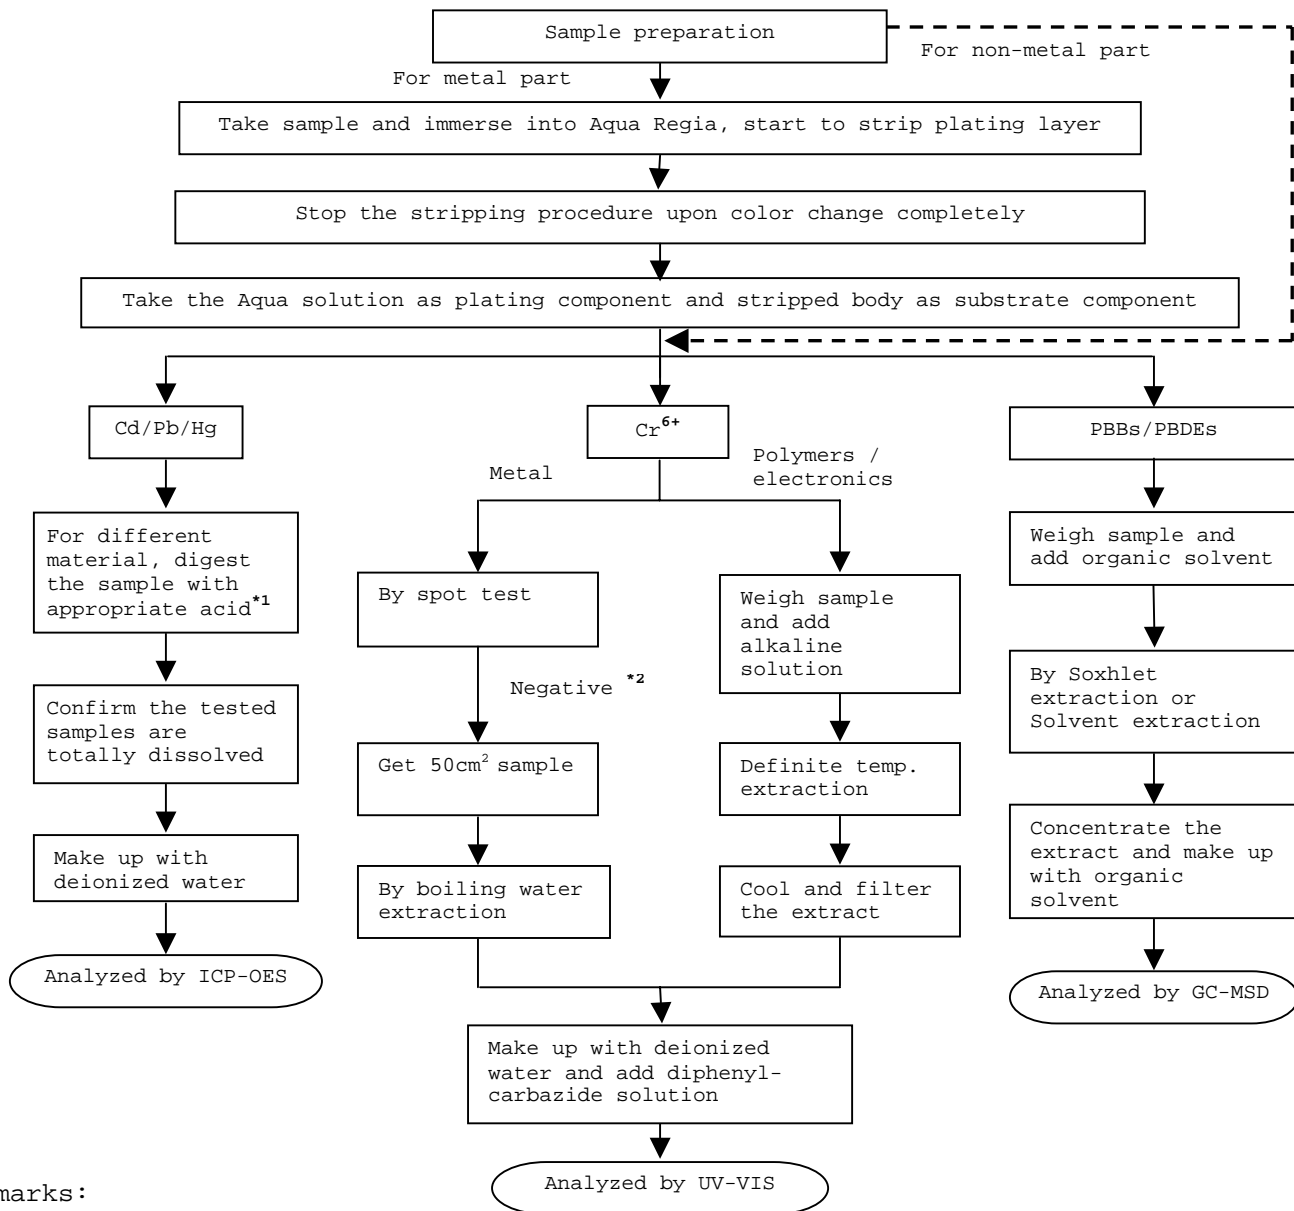 Sample preparation
For non-metal part
For metal part
Take sample and immerse into Aqua Regia, start to strip plating layer
Stop the stripping procedure upon color change completely
Take the Aqua solution as plating component and stripped body as substrate component
Cd/Pb/Hg
Cr⁶⁺
PBBs/PBDEs
Metal
Polymers /
electronics
For different
material, digest
the sample with
appropriate acid*1
Confirm the tested
samples are
totally dissolved
Make up with
deionized water
Analyzed by ICP-OES
By spot test
Negative *2
Get 50cm² sample
By boiling water
extraction
Weigh sample
and add
alkaline
solution
Definite temp.
extraction
Cool and filter
the extract
Make up with deionized
water and add diphenyl-
carbazide solution
Analyzed by UV-VIS
Weigh sample and
add organic solvent
By Soxhlet
extraction or
Solvent extraction
Concentrate the
extract and make up
with organic
solvent
Analyzed by GC-MSD
marks: